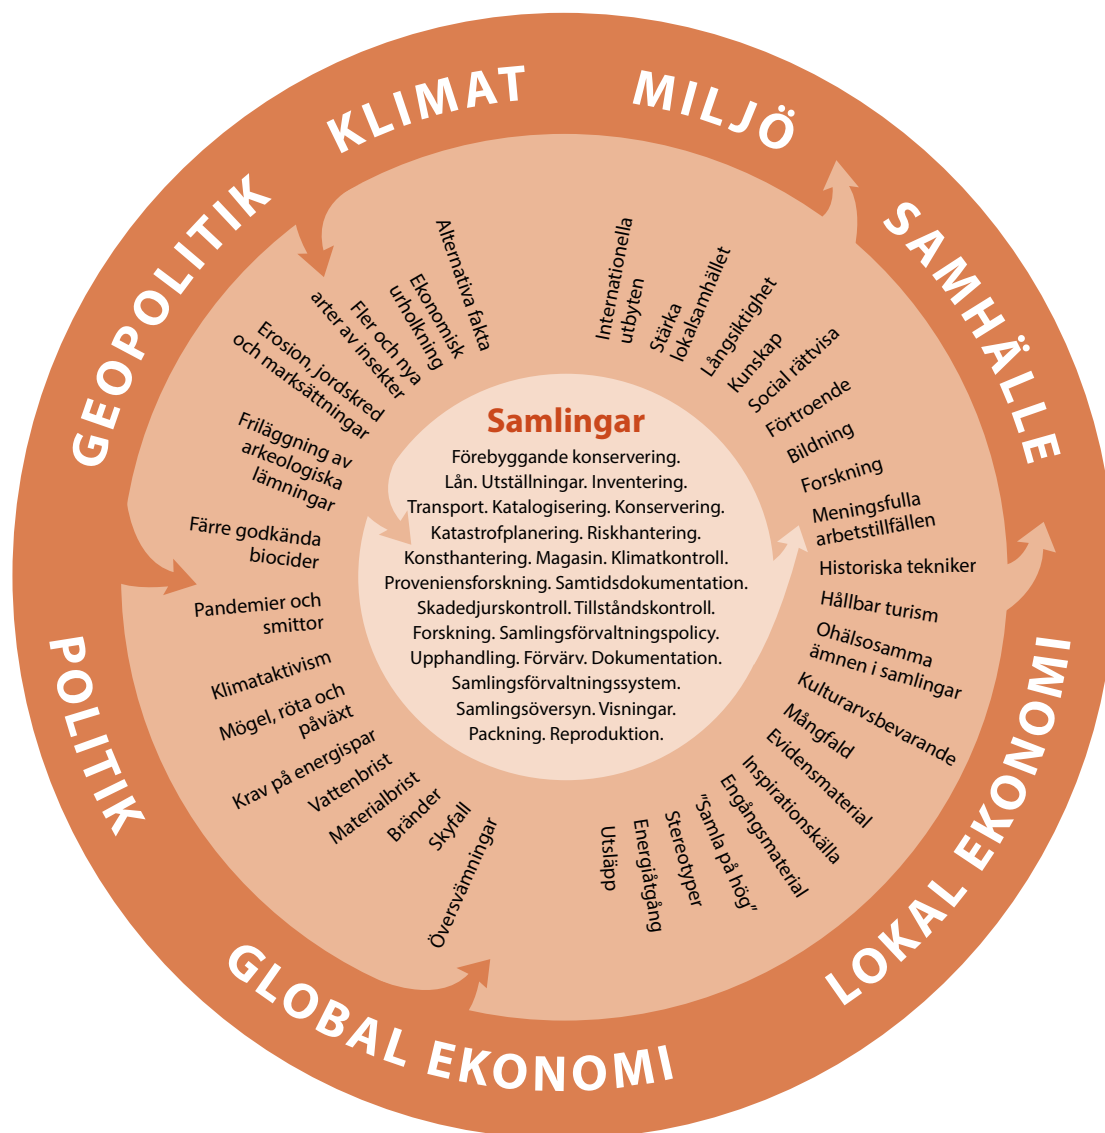 KLIMAT
MILJÖ
SAMHÄLLE
LOKAL EKONOMI
GLOBAL EKONOMI
POLITIK
GEOPOLITIK
Alternativa fakta
Ekonomisk
urholkning
Fler och nya
arter av insekter
Erosion, jordskred
och marksättningar
Friläggning av
arkeologiska
lämningar
Färre godkända
biocider
Pandemier och
smittor
Klimataktivism
Mögel, röta och
påväxt
Krav på energispar
Vattenbrist
Materialbrist
Bränder
Skyfall
Översvämningar
Samlingar
Förebyggande konservering.
Lån. Utställningar. Inventering.
Transport. Katalogisering. Konservering.
Katastrofplanering. Riskhantering.
Konsthantering. Magasin. Klimatkontroll.
Proveniensforskning. Samtidsdokumentation.
Skadedjurskontroll. Tillståndskontroll.
Forskning. Samlingsförvaltningspolicy.
Upphandling. Förvärv. Dokumentation.
Samlingsförvaltningssystem.
Samlingsöversyn. Visningar.
Packning. Reproduktion.
Internationella
utbyten
Stärka
lokalsamhället
Långsiktighet
Kunskap
Social rättvisa
Förtroende
Bildning
Forskning
Meningsfulla
arbetstillfällen
Historiska tekniker
Hållbar turism
Ohälsosamma
ämnen i samlingar
Kulturarvsbevarande
Mångfald
Evidensmaterial
Inspirationskälla
Engångsmaterial
”Samla på hög”
Stereotyper
Energiåtgång
Utsläpp